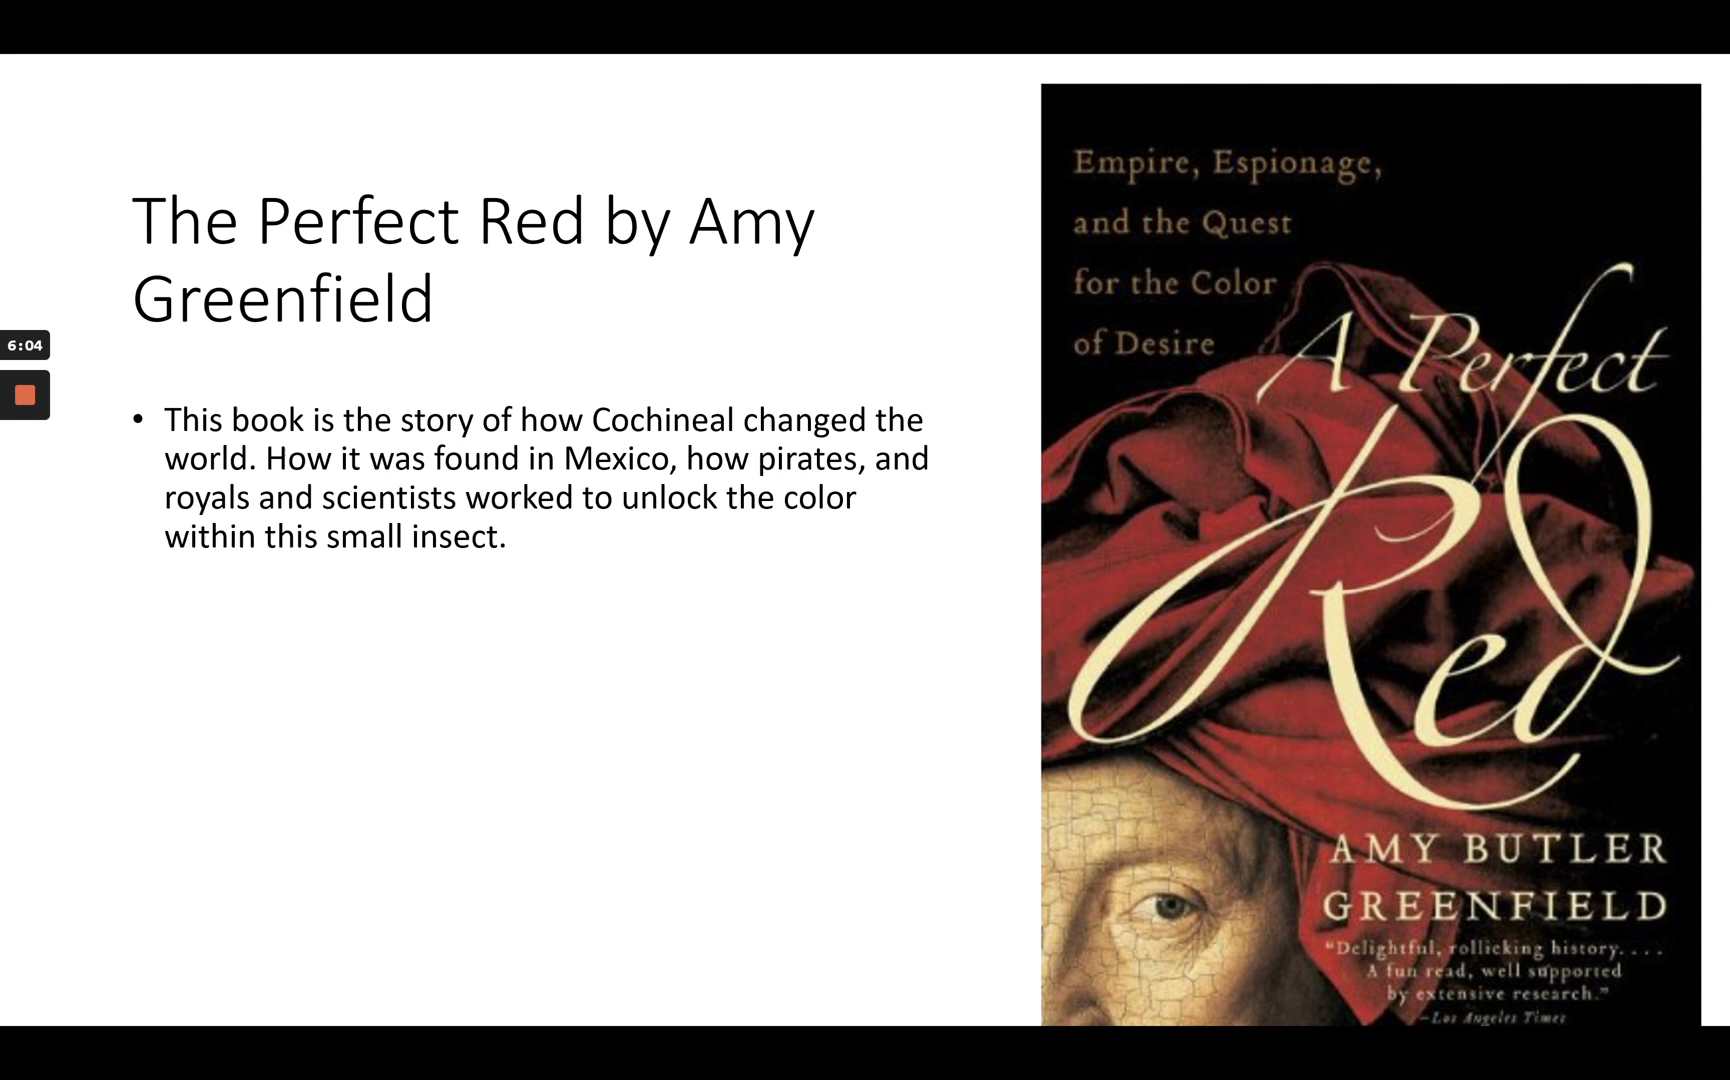 The Perfect Red by Amy
Greenfield
6:04
• This book is the story of how Cochineal changed the
world. How it was found in Mexico, how pirates, and
royals and scientists worked to unlock the color
within this small insect.
Empire, Espionage,
and the Quest
for the Color
of Desire
A Perfect
Red
AMY BUTLER
GREENFIELD
“Delightful, rollicking history. . . .
A fun read, well supported
by extensive research.”
—Los Angeles Times